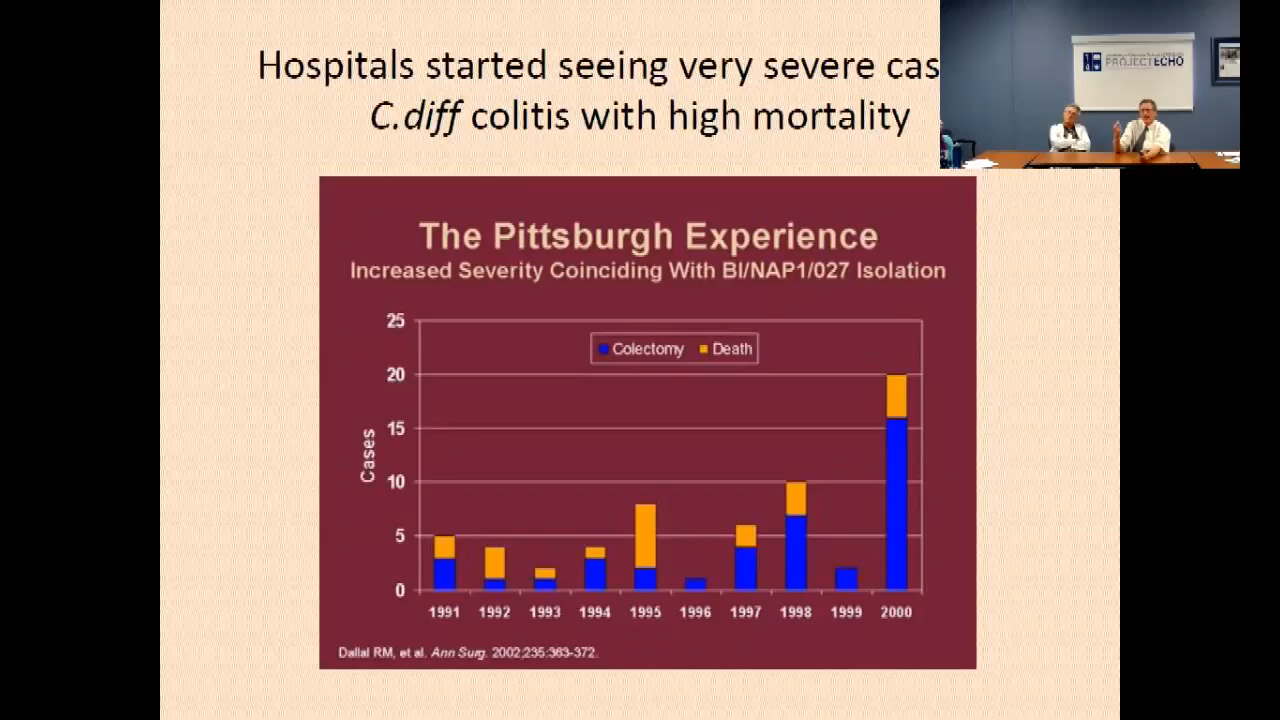 Hospitals started seeing very severe cas
C.diff colitis with high mortality
PROJECTECHO
The Pittsburgh Experience
Increased Severity Coinciding With BI/NAP1/027 Isolation
25
20
15
10
5
0
Cases
Colectomy Death
1991 1992 1993 1994 1995 1996 1997 1998 1999 2000
Dallal RM, et al. Ann Surg. 2002;235:363-372.